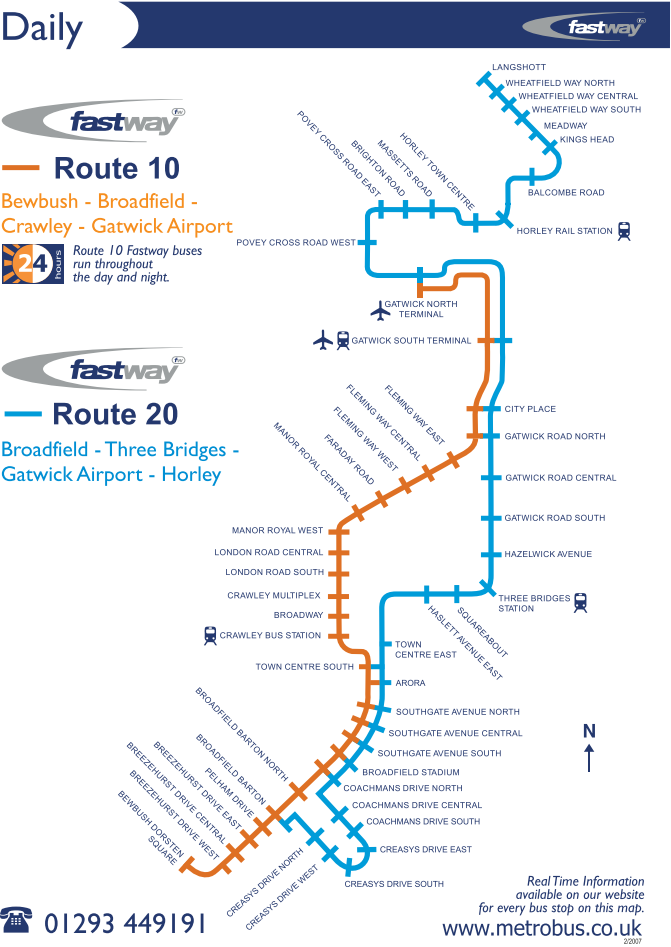 Daily
fastway
fastway fw
Route 10
Bewbush - Broadfield -
Crawley - Gatwick Airport
24
hours
Route 10 Fastway buses
run throughout
the day and night.
fastway fw
Route 20
Broadfield - Three Bridges -
Gatwick Airport - Horley
LANGSHOTT
WHEATFIELD WAY NORTH
WHEATFIELD WAY CENTRAL
WHEATFIELD WAY SOUTH
MEADWAY
KINGS HEAD
BALCOMBE ROAD
HORLEY RAIL STATION
HORLEY TOWN CENTRE
MASSETTS ROAD
BRIGHTON ROAD
POVEY CROSS ROAD EAST
POVEY CROSS ROAD WEST
GATWICK NORTH
TERMINAL
GATWICK SOUTH TERMINAL
CITY PLACE
GATWICK ROAD NORTH
GATWICK ROAD CENTRAL
GATWICK ROAD SOUTH
HAZELWICK AVENUE
THREE BRIDGES
STATION
SQUAREABOUT
HASLETT AVENUE EAST
TOWN
CENTRE EAST
FLEMING WAY EAST
FLEMING WAY CENTRAL
FLEMING WAY WEST
FARADAY ROAD
MANOR ROYAL CENTRAL
MANOR ROYAL WEST
LONDON ROAD CENTRAL
LONDON ROAD SOUTH
CRAWLEY MULTIPLEX
BROADWAY
CRAWLEY BUS STATION
TOWN CENTRE SOUTH
ARORA
SOUTHGATE AVENUE NORTH
SOUTHGATE AVENUE CENTRAL
SOUTHGATE AVENUE SOUTH
BROADFIELD STADIUM
COACHMANS DRIVE NORTH
COACHMANS DRIVE CENTRAL
COACHMANS DRIVE SOUTH
CREASYS DRIVE EAST
CREASYS DRIVE SOUTH
CREASYS DRIVE WEST
CREASYS DRIVE NORTH
BROADFIELD BARTON NORTH
BROADFIELD BARTON
PELHAM DRIVE
BREEZEHURST DRIVE EAST
BREEZEHURST DRIVE CENTRAL
BREEZEHURST DRIVE WEST
BEWBUSH DORSTEN
SQUARE
N
01293 449191
Real Time Information
available on our website
for every bus stop on this map.
www.metrobus.co.uk
2/2007